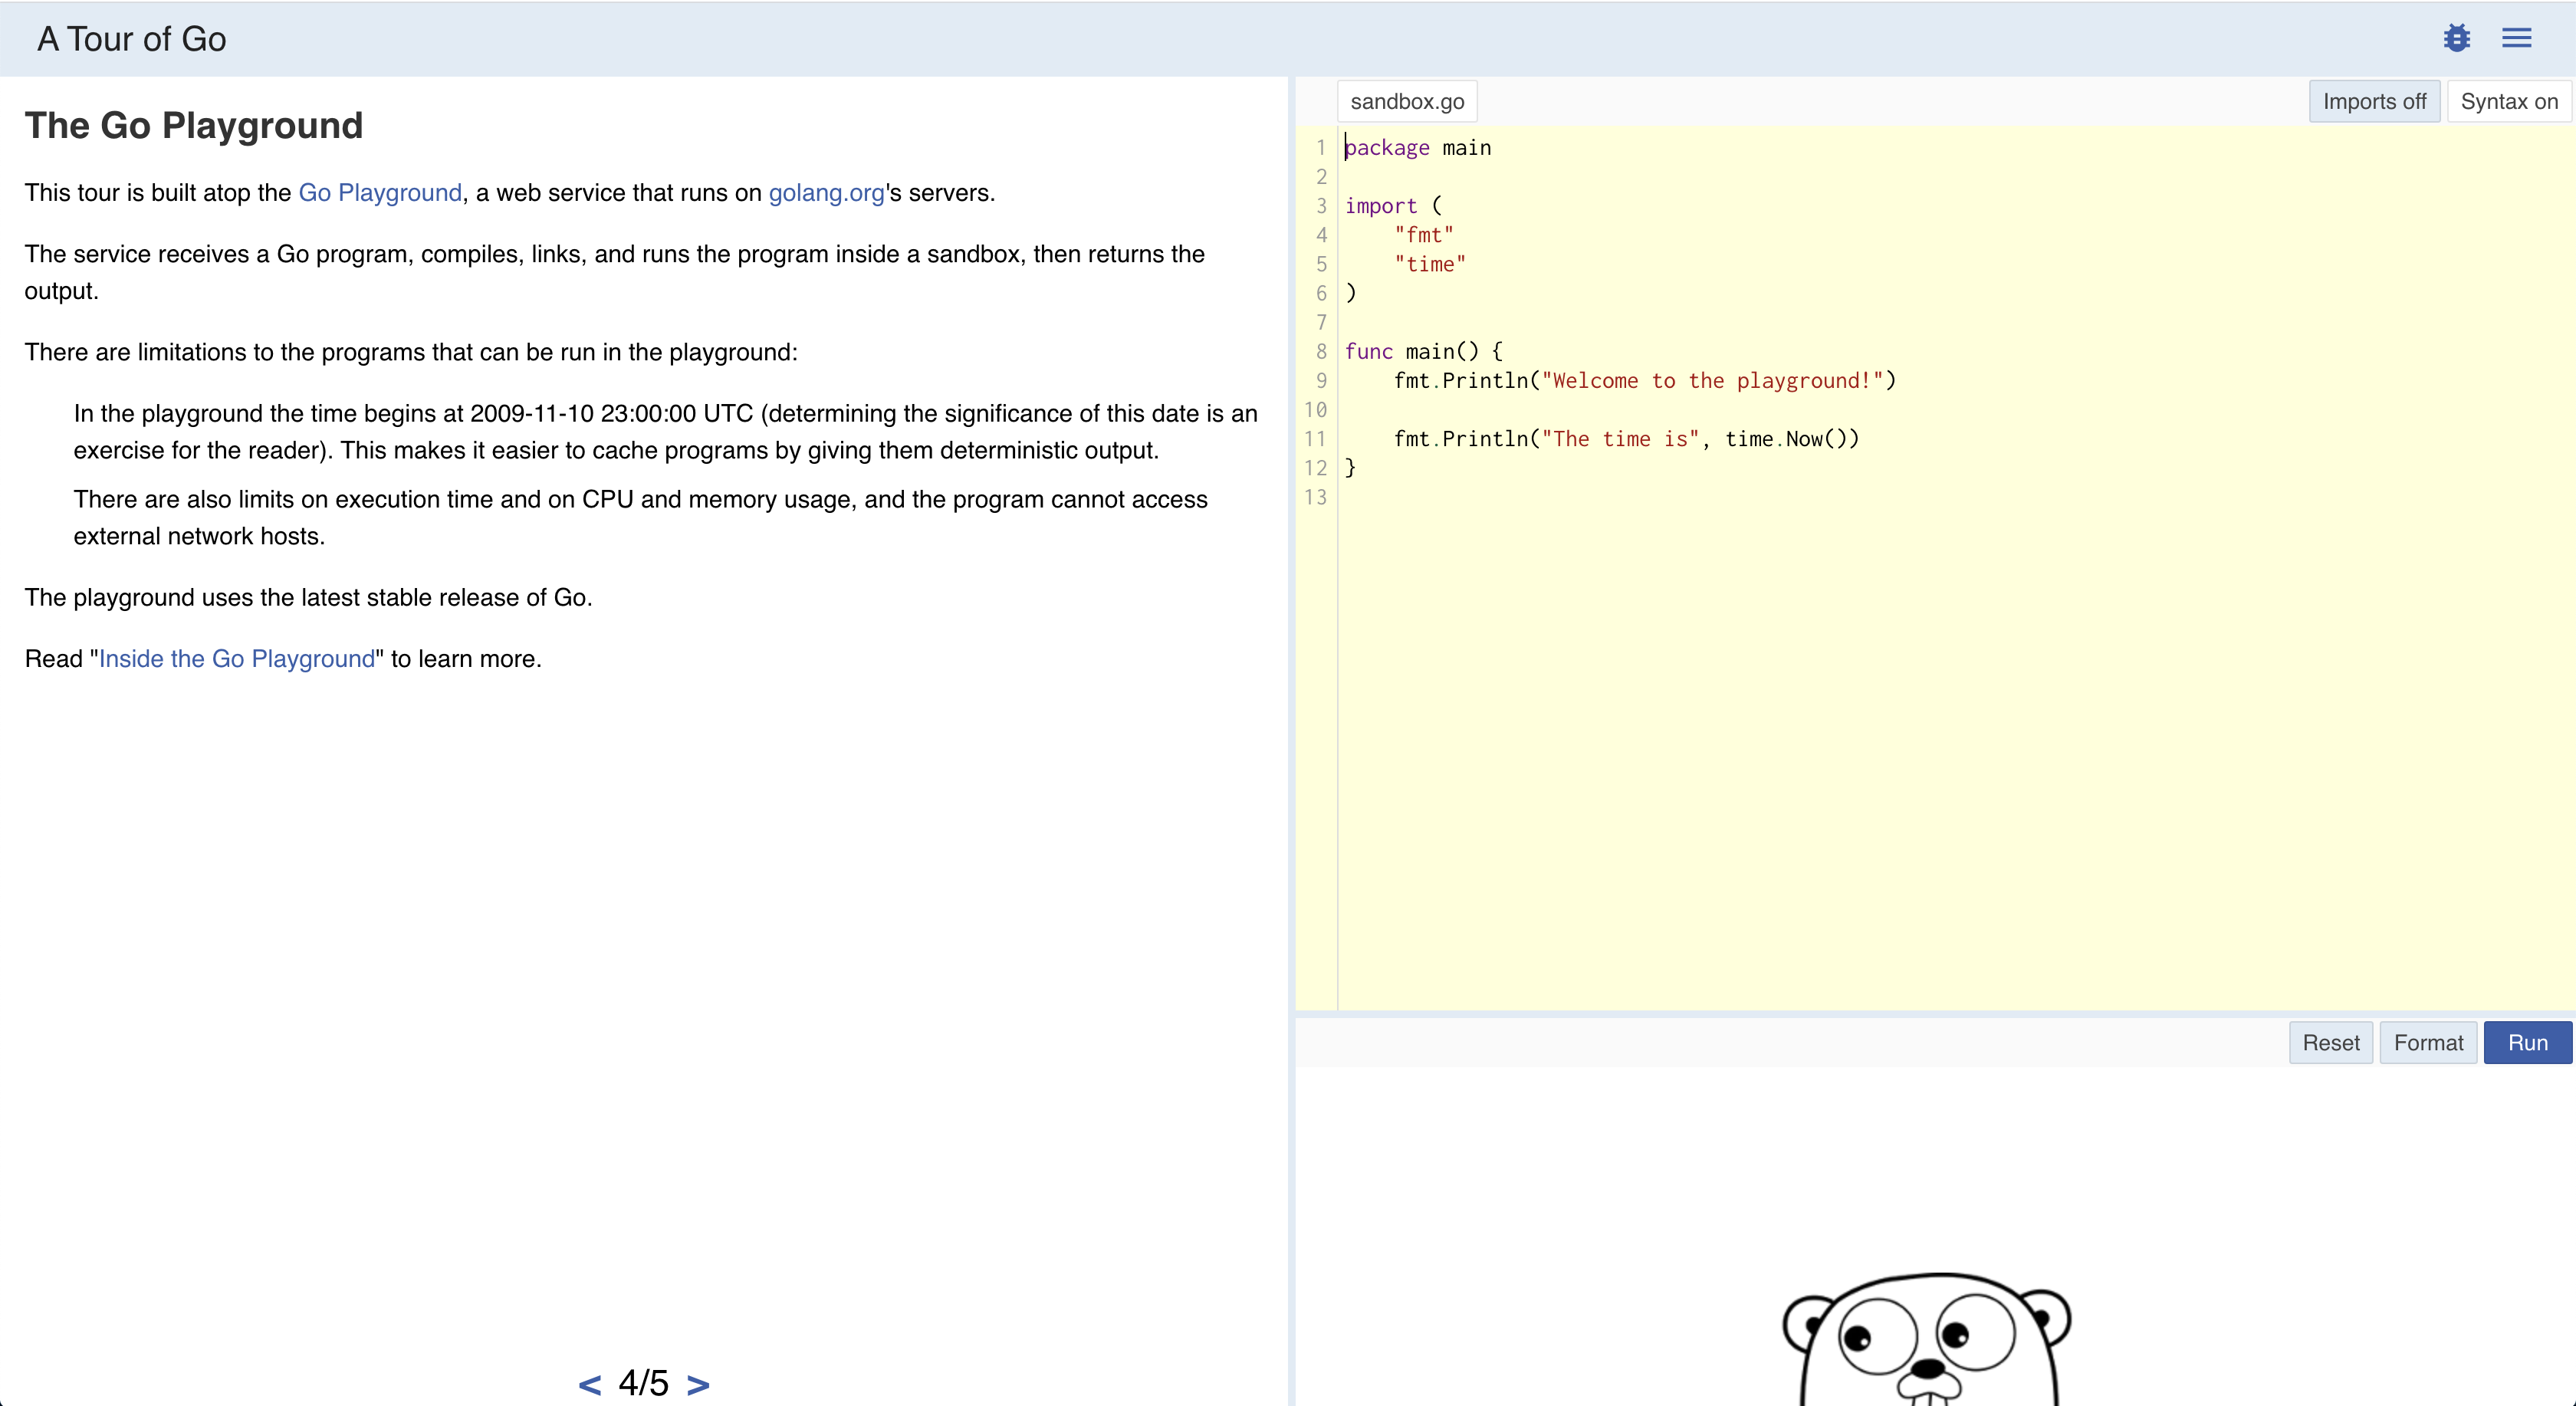 A Tour of Go
The Go Playground
This tour is built atop the Go Playground, a web service that runs on golang.org's servers.
The service receives a Go program, compiles, links, and runs the program inside a sandbox, then returns the
output.
There are limitations to the programs that can be run in the playground:
In the playground the time begins at 2009-11-10 23:00:00 UTC (determining the significance of this date is an
exercise for the reader). This makes it easier to cache programs by giving them deterministic output.
There are also limits on execution time and on CPU and memory usage, and the program cannot access
external network hosts.
The playground uses the latest stable release of Go.
Read "Inside the Go Playground" to learn more.
< 4/5 >
sandbox.go
Imports off
Syntax on
1 package main
2
3 import (
4     "fmt"
5     "time"
6 )
7
8 func main() {
9     fmt.Println("Welcome to the playground!")
10
11     fmt.Println("The time is", time.Now())
12 }
13
Reset
Format
Run